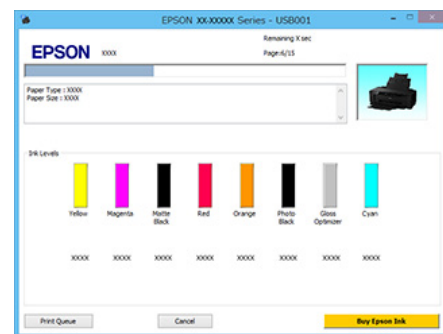 EPSON XX-XXXXX Series - USB001
EPSON XXXX
Remaining X sec
Page:6/15
Paper Type : XXXX
Paper Size : XXXX
Ink Levels
Yellow Magenta Matte Black Red Orange Photo Black Gloss Optimizer Cyan
XXXX XXXX XXXX XXXX XXXX XXXX XXXX XXXX
Print Queue Cancel Buy Epson Ink